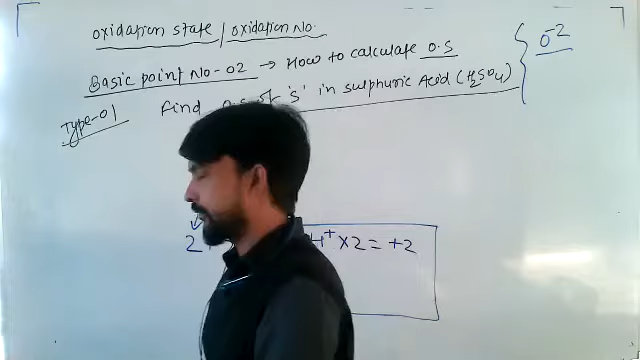 oxidation state / oxidation No.
Basic point No-02 → How to calculate O.S
Type-01 Find of 'S' in sulphuric Acid (H2SO4)
O-2
2
H+ x 2 = +2